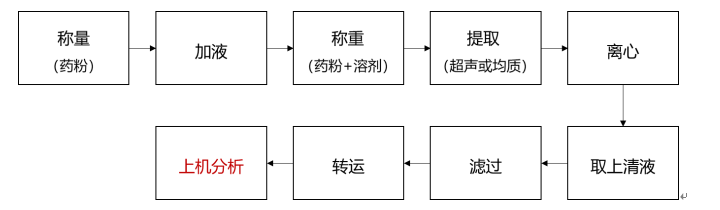 称量
（药粉）
加液
称重
（药粉+溶剂）
提取
（超声或均质）
离心
取上清液
滤过
转运
上机分析